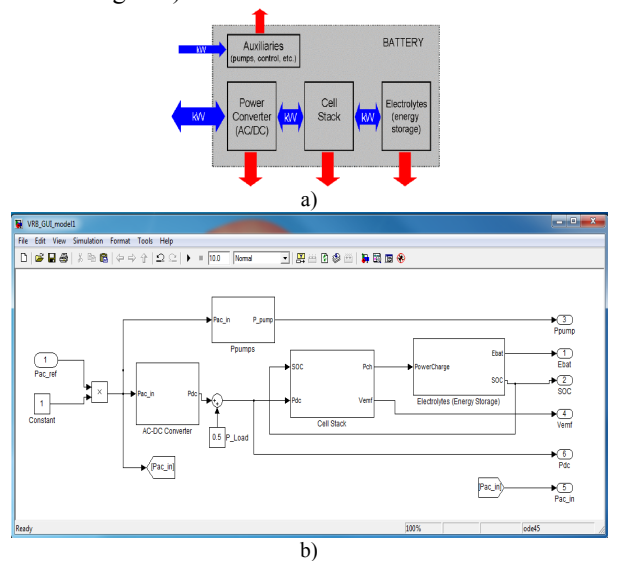 BATTERY
Auxiliaries
(pumps, control, etc.)
kW
Power
Converter
(AC/DC)
Cell
Stack
Electrolytes
(energy
storage)
kW
kW
kW
a)
VRB_GUI_model1
File Edit View Simulation Format Tools Help
10.0 Normal
Pac_in P_pump
Ppumps
3
Ppump
1
Pac_ref
1
Constant
×
Pac_in Pdc
AC-DC Converter
[Pac_in]
0.5 P_Load
SOC Pch
Pdc Vemf
Cell Stack
PowerCharge Ebat
SOC
Electrolytes (Energy Storage)
1
Ebat
2
SOC
4
Vemf
6
Pdc
[Pac_in]
5
Pac_in
Ready 100% ode45
b)